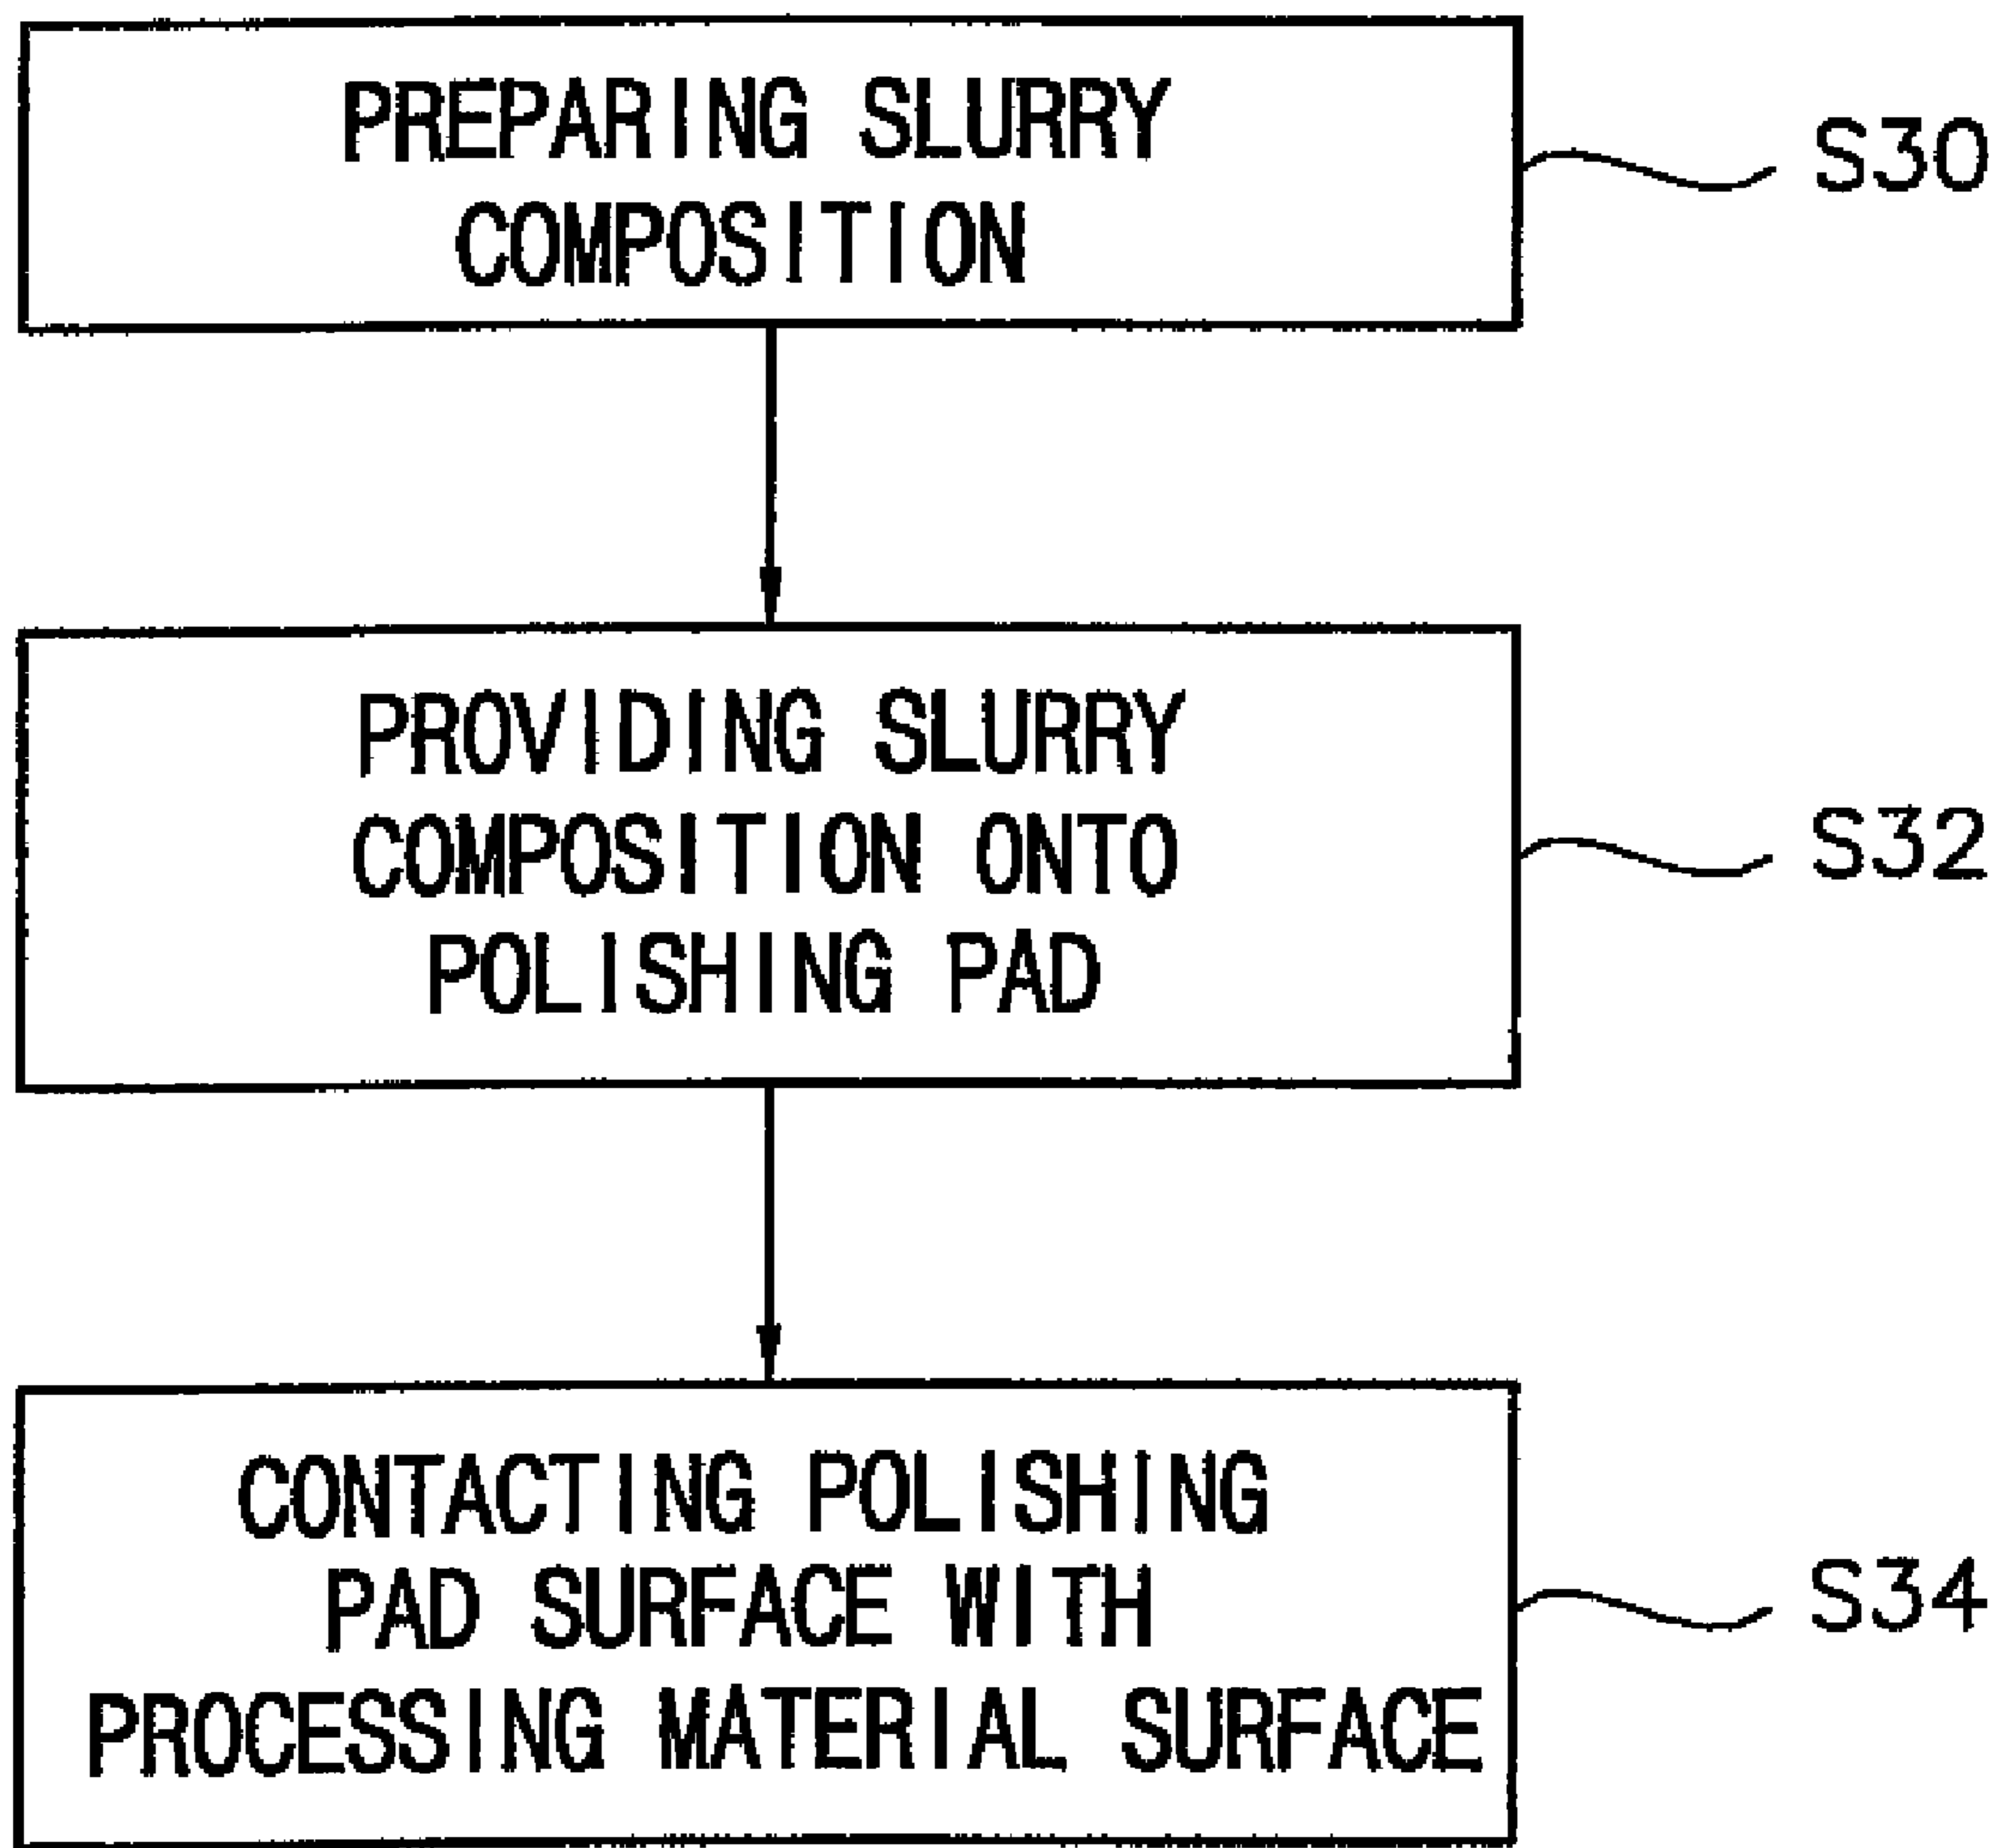 PREPARING SLURRY
COMPOSITION
S30
PROVIDING SLURRY
COMPOSITION ONTO
POLISHING PAD
S32
CONTACTING POLISHING
PAD SURFACE WITH
PROCESSING MATERIAL SURFACE
S34